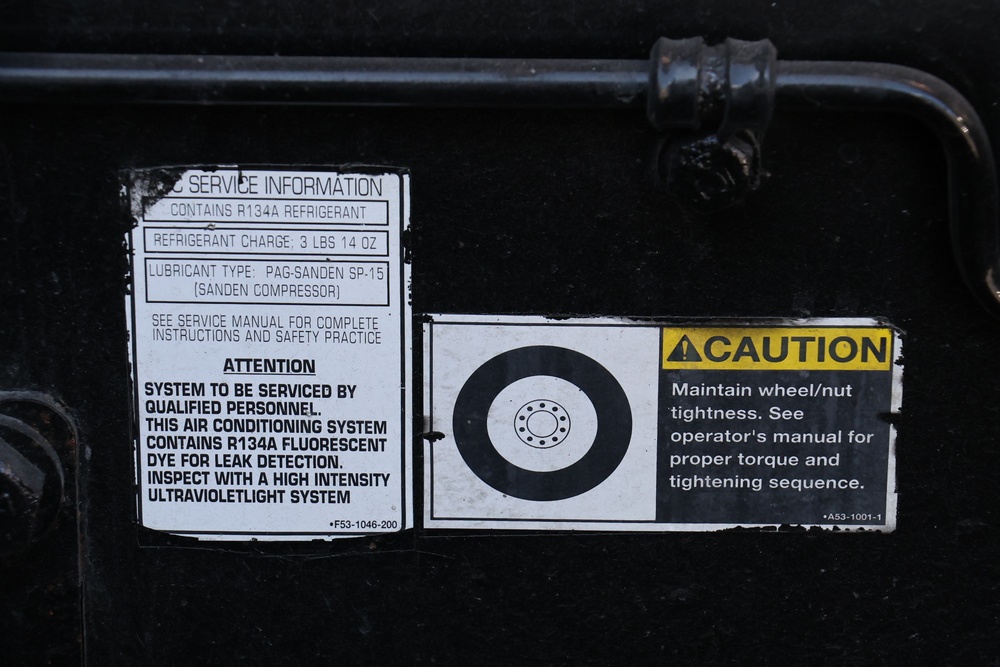 C SERVICE INFORMATION
CONTAINS R134A REFRIGERANT
REFRIGERANT CHARGE: 3 LBS 14 OZ
LUBRICANT TYPE: PAG-SANDEN SP-15
(SANDEN COMPRESSOR)
SEE SERVICE MANUAL FOR COMPLETE
INSTRUCTIONS AND SAFETY PRACTICE
ATTENTION
SYSTEM TO BE SERVICED BY
QUALIFIED PERSONNEL.
THIS AIR CONDITIONING SYSTEM
CONTAINS R134A FLUORESCENT
DYE FOR LEAK DETECTION.
INSPECT WITH A HIGH INTENSITY
ULTRAVIOLETLIGHT SYSTEM
•F53-1046-200
CAUTION
Maintain wheel/nut
tightness. See
operator's manual for
proper torque and
tightening sequence.
•A53-1001-1